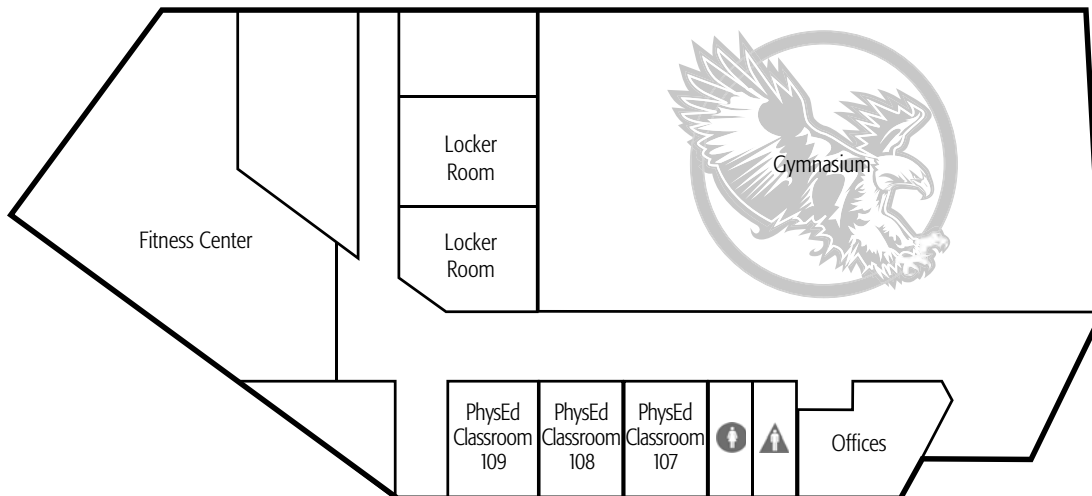 Locker
Room
Gymnasium
Fitness Center
Locker
Room
PhysEd
Classroom
109
PhysEd
Classroom
108
PhysEd
Classroom
107
Offices